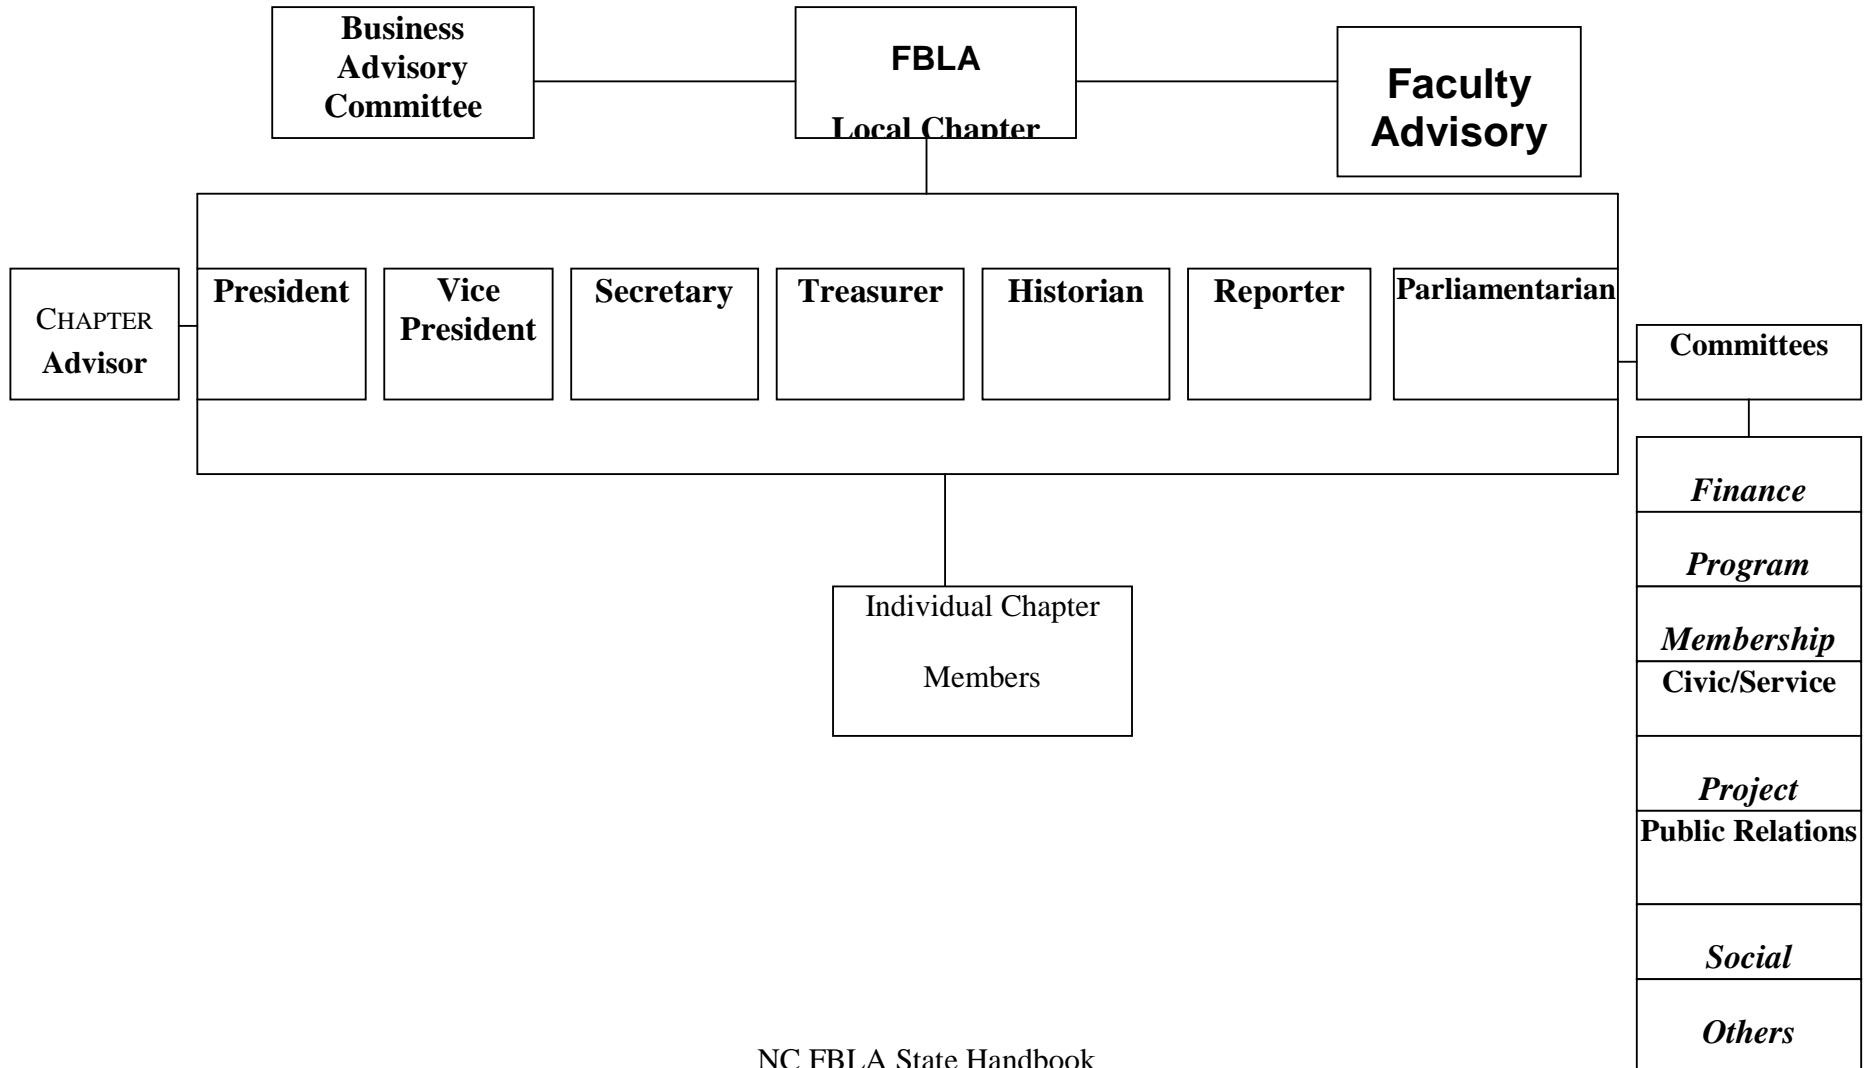 Business
Advisory
Committee
FBLA
Local Chapter
Faculty
Advisory
CHAPTER
Advisor
President
Vice
President
Secretary
Treasurer
Historian
Reporter
Parliamentarian
Committees
Finance
Program
Membership
Civic/Service
Project
Public Relations
Social
Others
Individual Chapter
Members
NC FBLA State Handbook